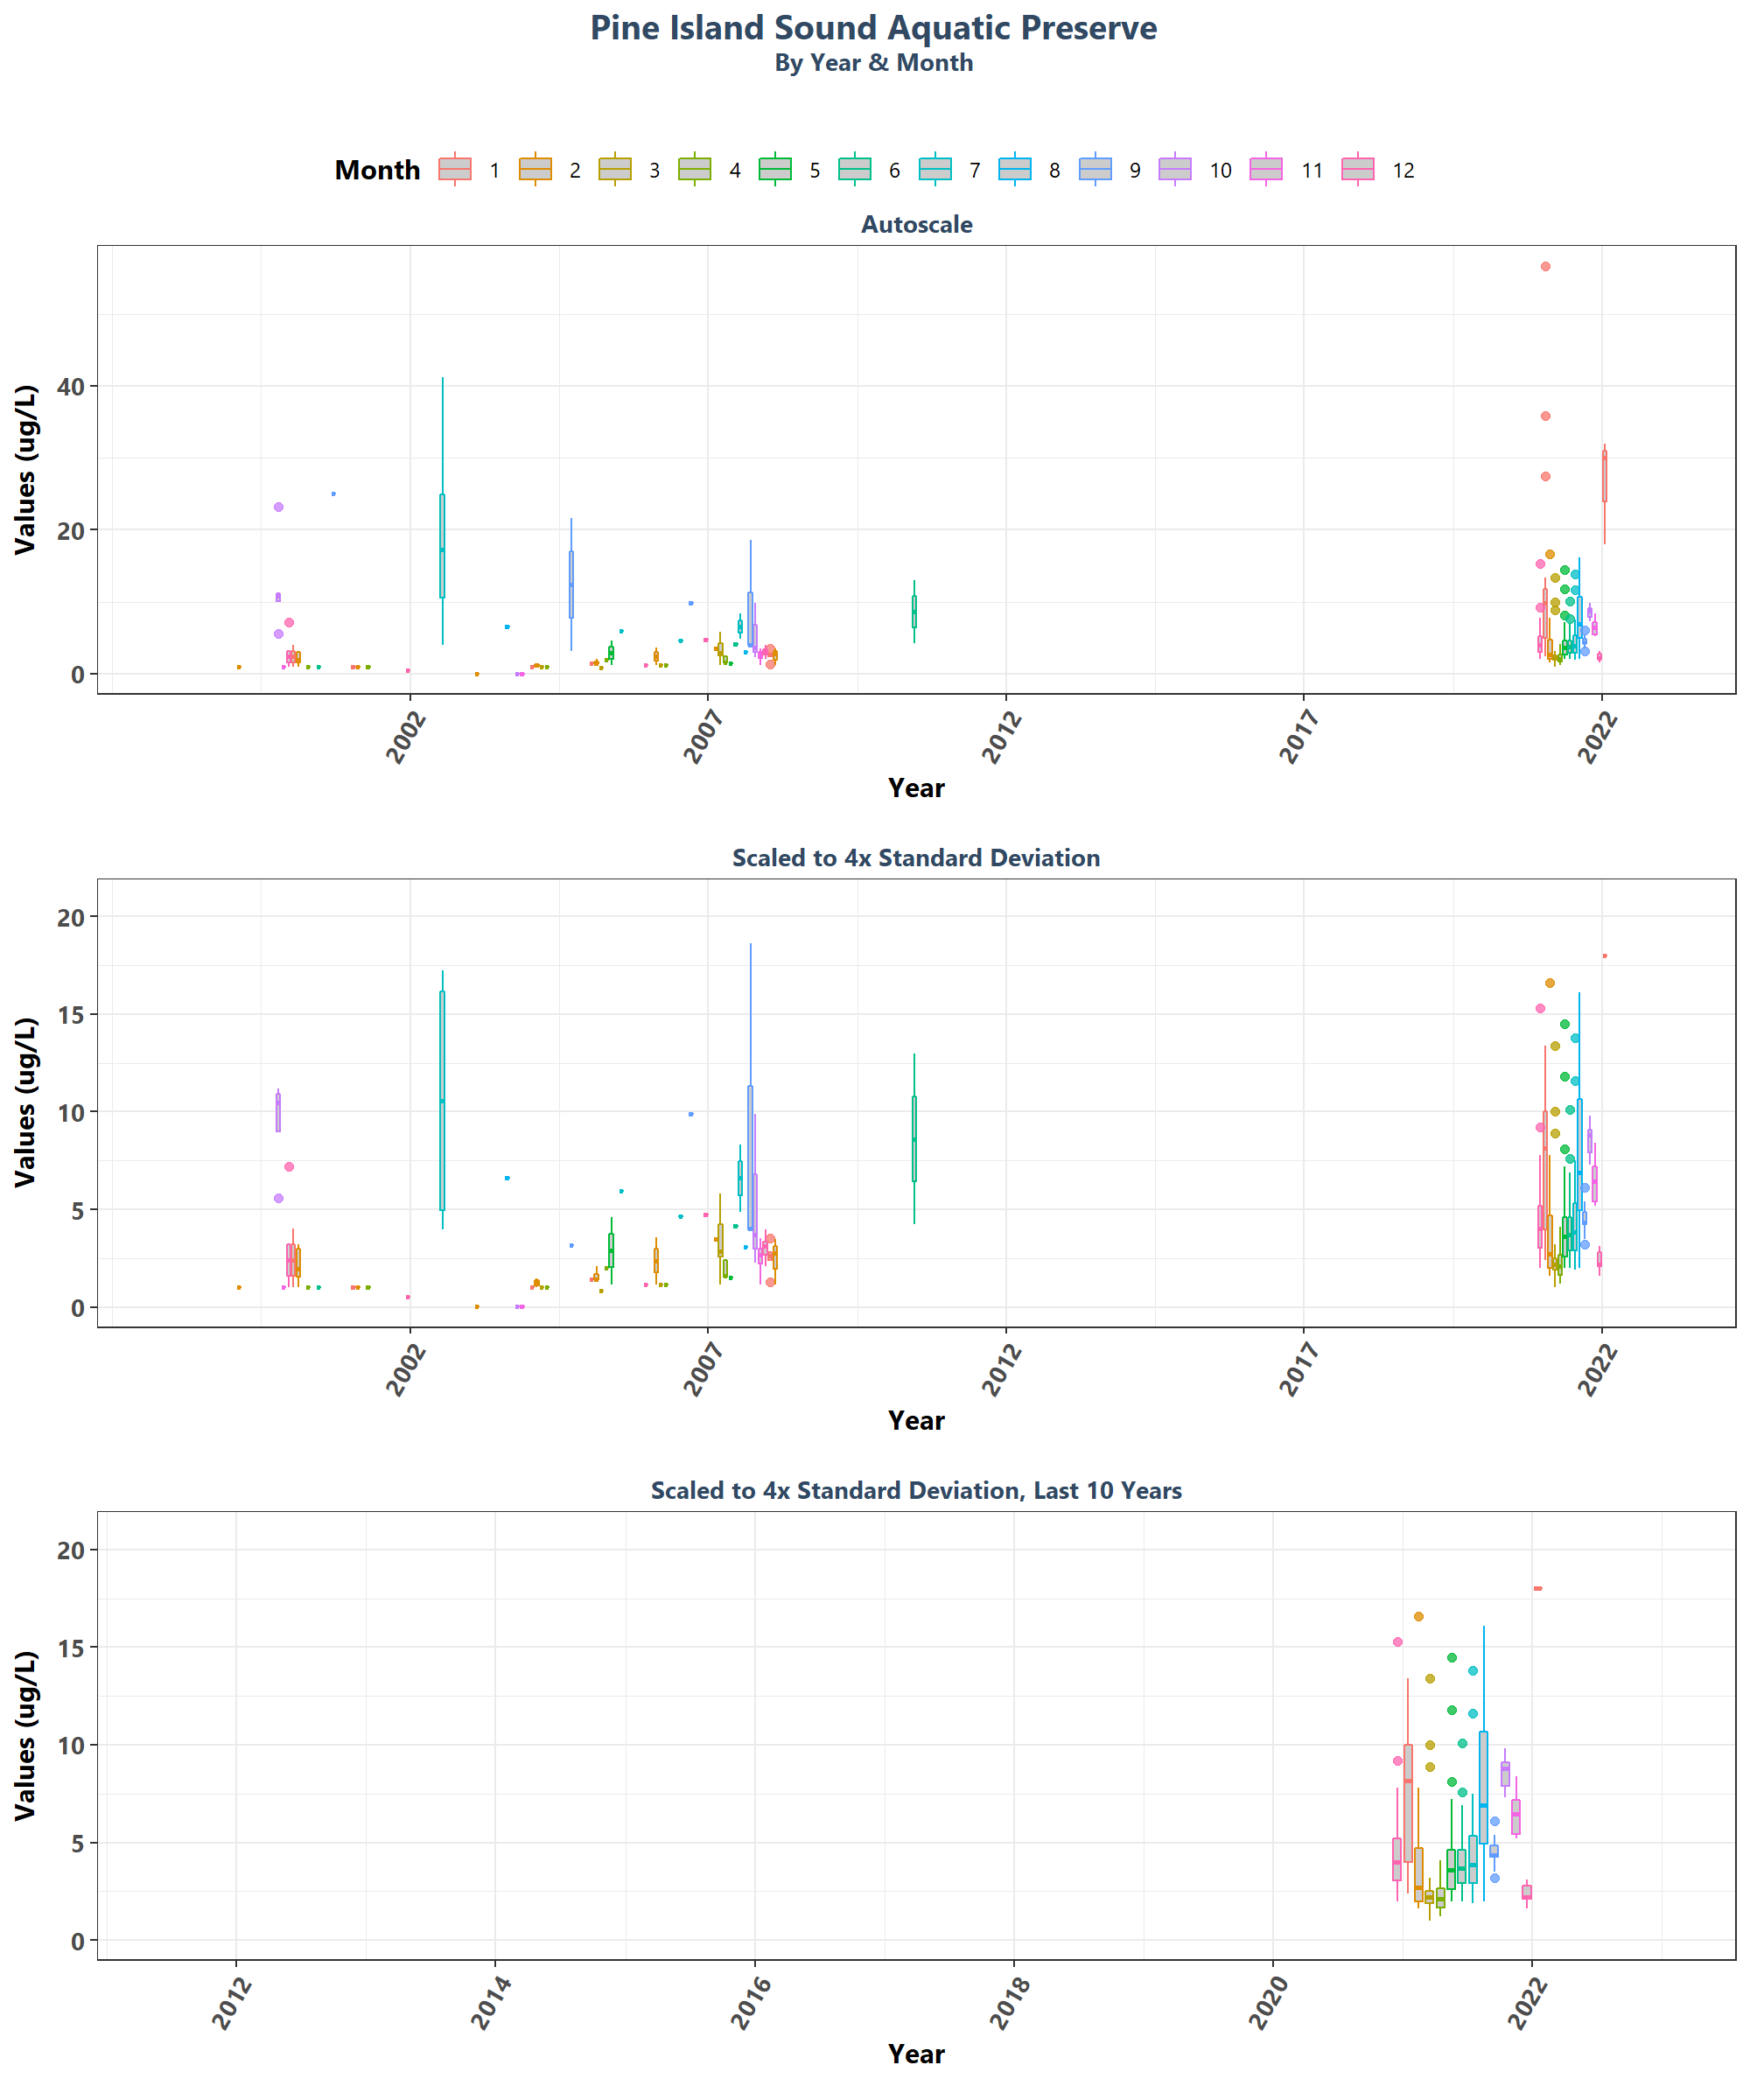 Pine Island Sound Aquatic Preserve
By Year & Month
Month 1 2 3 4 5 6 7 8 9 10 11 12
Autoscale
Values (ug/L)
40
20
0
2002 2007 2012 2017 2022
Year
Scaled to 4x Standard Deviation
Values (ug/L)
20
15
10
5
0
2002 2007 2012 2017 2022
Year
Scaled to 4x Standard Deviation, Last 10 Years
Values (ug/L)
20
15
10
5
0
2012 2014 2016 2018 2020 2022
Year